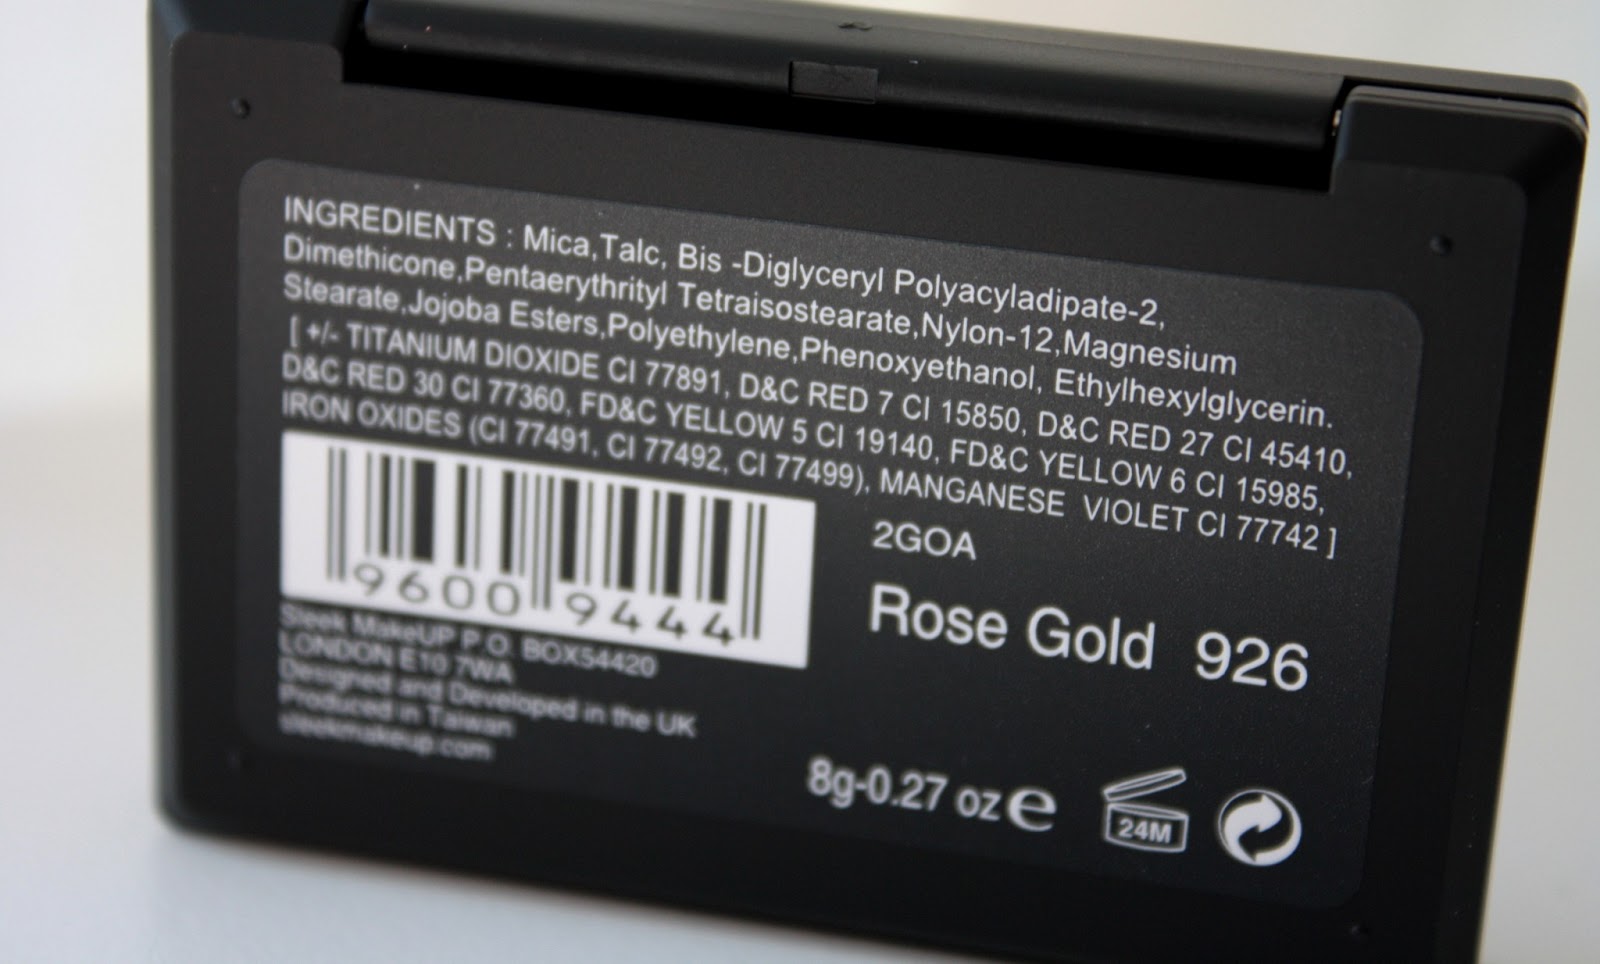 INGREDIENTS : Mica,Talc, Bis -Diglyceryl Polyacyladipate-2,
Dimethicone,Pentaerythrityl Tetraisostearate,Nylon-12,Magnesium
Stearate,Jojoba Esters,Polyethylene,Phenoxyethanol, Ethylhexylglycerin.
[ +/- TITANIUM DIOXIDE CI 77891, D&C RED 7 CI 15850, D&C RED 27 CI 45410,
D&C RED 30 CI 77360, FD&C YELLOW 5 CI 19140, FD&C YELLOW 6 CI 15985,
IRON OXIDES (CI 77491, CI 77492, CI 77499), MANGANESE VIOLET CI 77742 ]
9600 9444
2GOA
Rose Gold 926
Sleek MakeUP P.O. BOX54420
LONDON E10 7WA
Designed and Developed in the UK
Produced in Taiwan
sleekmakeup.com
8g-0.27 oz e
24M